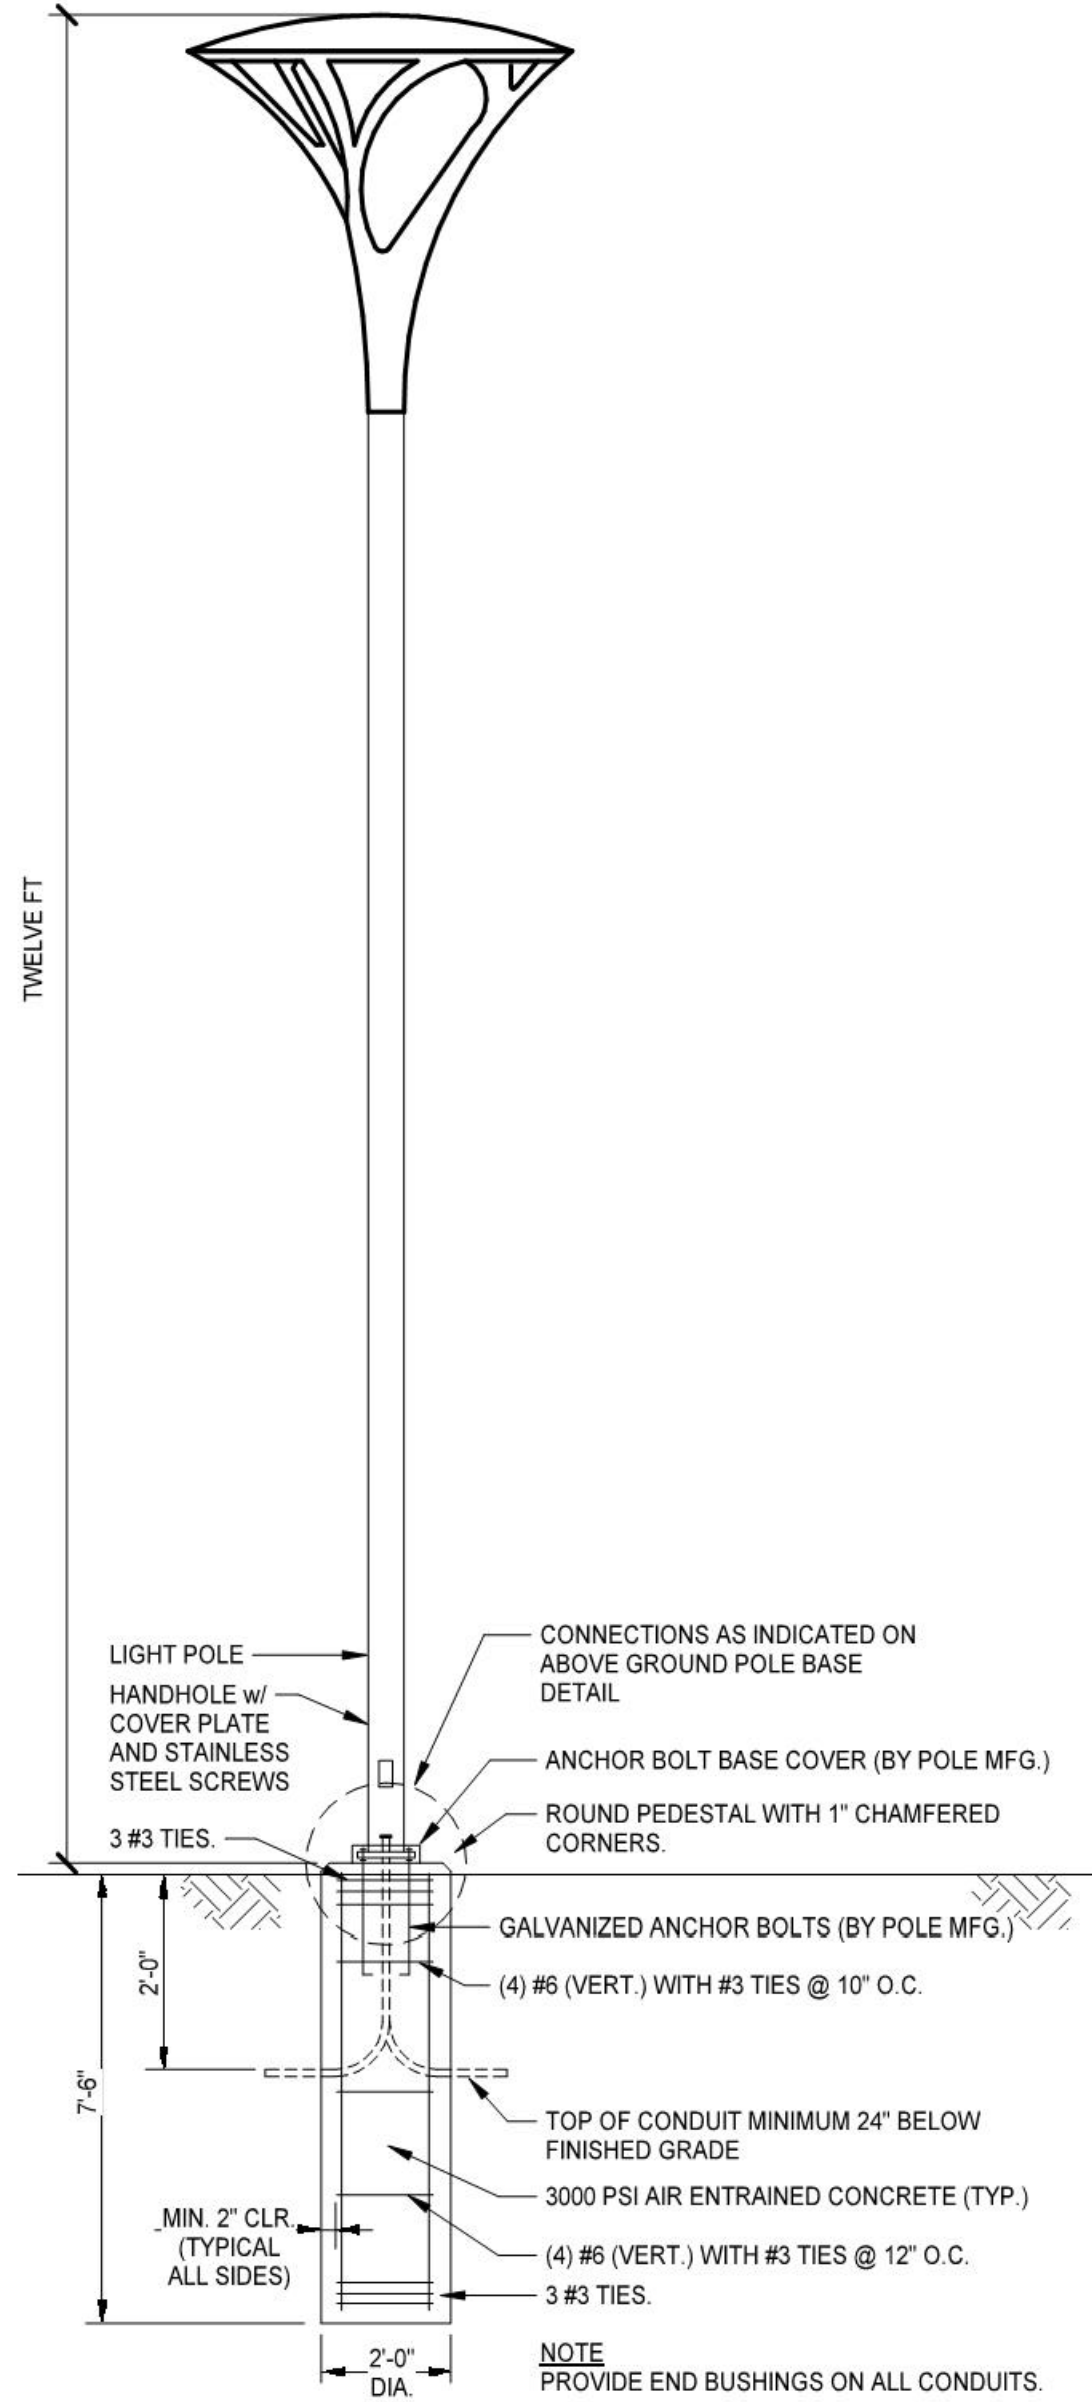 TWELVE FT
LIGHT POLE
HANDHOLE w/
COVER PLATE
AND STAINLESS
STEEL SCREWS
3 #3 TIES.
CONNECTIONS AS INDICATED ON
ABOVE GROUND POLE BASE
DETAIL
ANCHOR BOLT BASE COVER (BY POLE MFG.)
ROUND PEDESTAL WITH 1" CHAMFERED
CORNERS.
GALVANIZED ANCHOR BOLTS (BY POLE MFG.)
(4) #6 (VERT.) WITH #3 TIES @ 10" O.C.
2'-0"
7'-6"
TOP OF CONDUIT MINIMUM 24" BELOW
FINISHED GRADE
3000 PSI AIR ENTRAINED CONCRETE (TYP.)
MIN. 2" CLR.
(TYPICAL
ALL SIDES)
(4) #6 (VERT.) WITH #3 TIES @ 12" O.C.
3 #3 TIES.
2'-0"
DIA.
NOTE
PROVIDE END BUSHINGS ON ALL CONDUITS.